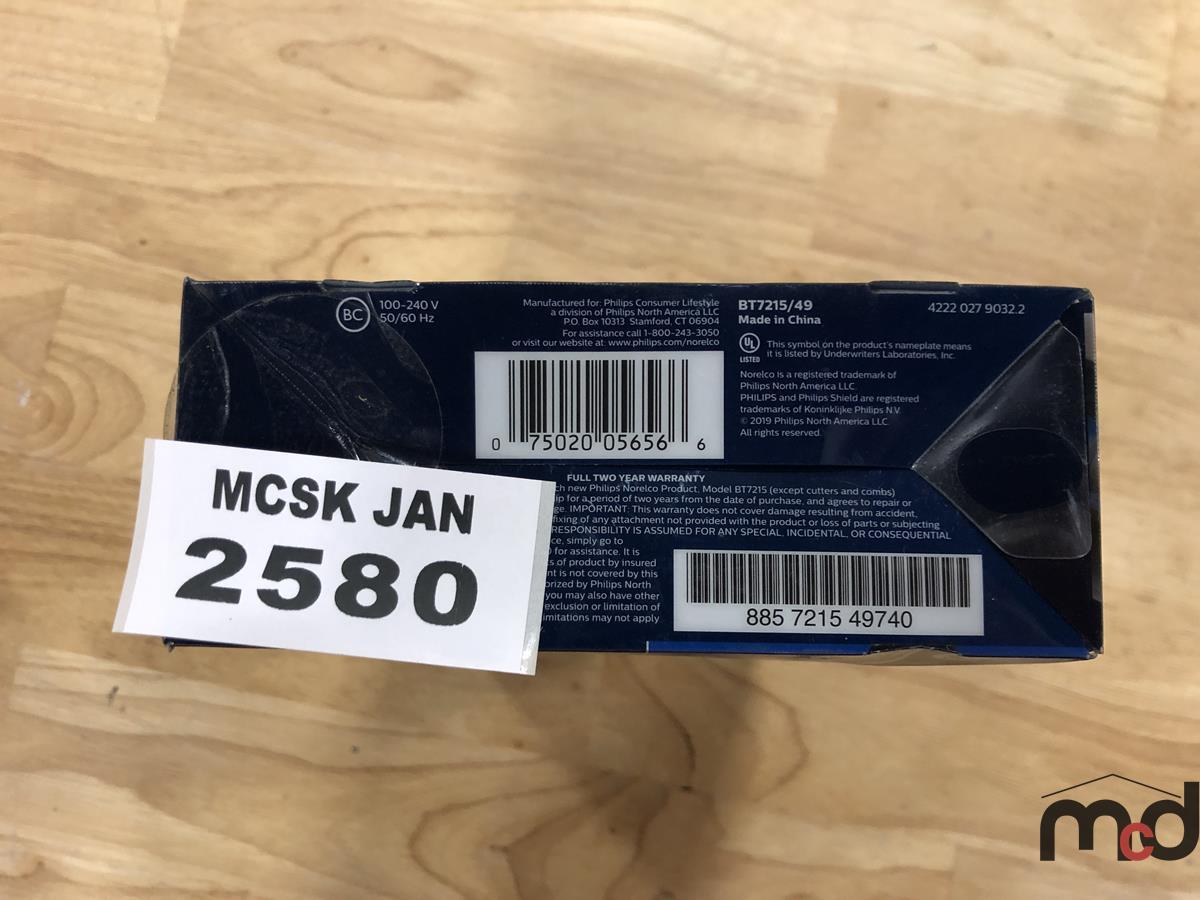 BC
100-240 V
50/60 Hz
Manufactured for: Philips Consumer Lifestyle
a division of Philips North America LLC
P.O. Box 10313 Stamford, CT 06904
For assistance call 1-800-243-3050
or visit our website at: www.philips.com/norelco
0 75020 05656 6
BT7215/49
Made in China
4222 027 9032.2
UL
LISTED
This symbol on the product's nameplate means
it is listed by Underwriters Laboratories, Inc.
Norelco is a registered trademark of
Philips North America LLC.
PHILIPS and Philips Shield are registered
trademarks of Koninklijke Philips N.V.
© 2019 Philips North America LLC.
All rights reserved.
FULL TWO YEAR WARRANTY
new Philips Norelco Product, Model BT7215 (except cutters and combs)
for a period of two years from the date of purchase, and agrees to repair or
IMPORTANT: This warranty does not cover damage resulting from accident,
fixing of any attachment not provided with the product or loss of parts or subjecting
RESPONSIBILITY IS ASSUMED FOR ANY SPECIAL, INCIDENTAL, OR CONSEQUENTIAL
simply go to
for assistance. It is
of product by insured
is not covered by this
by Philips North
you may also have other
exclusion or limitation of
may not apply
885 7215 49740
MCSK JAN
2580
mcd